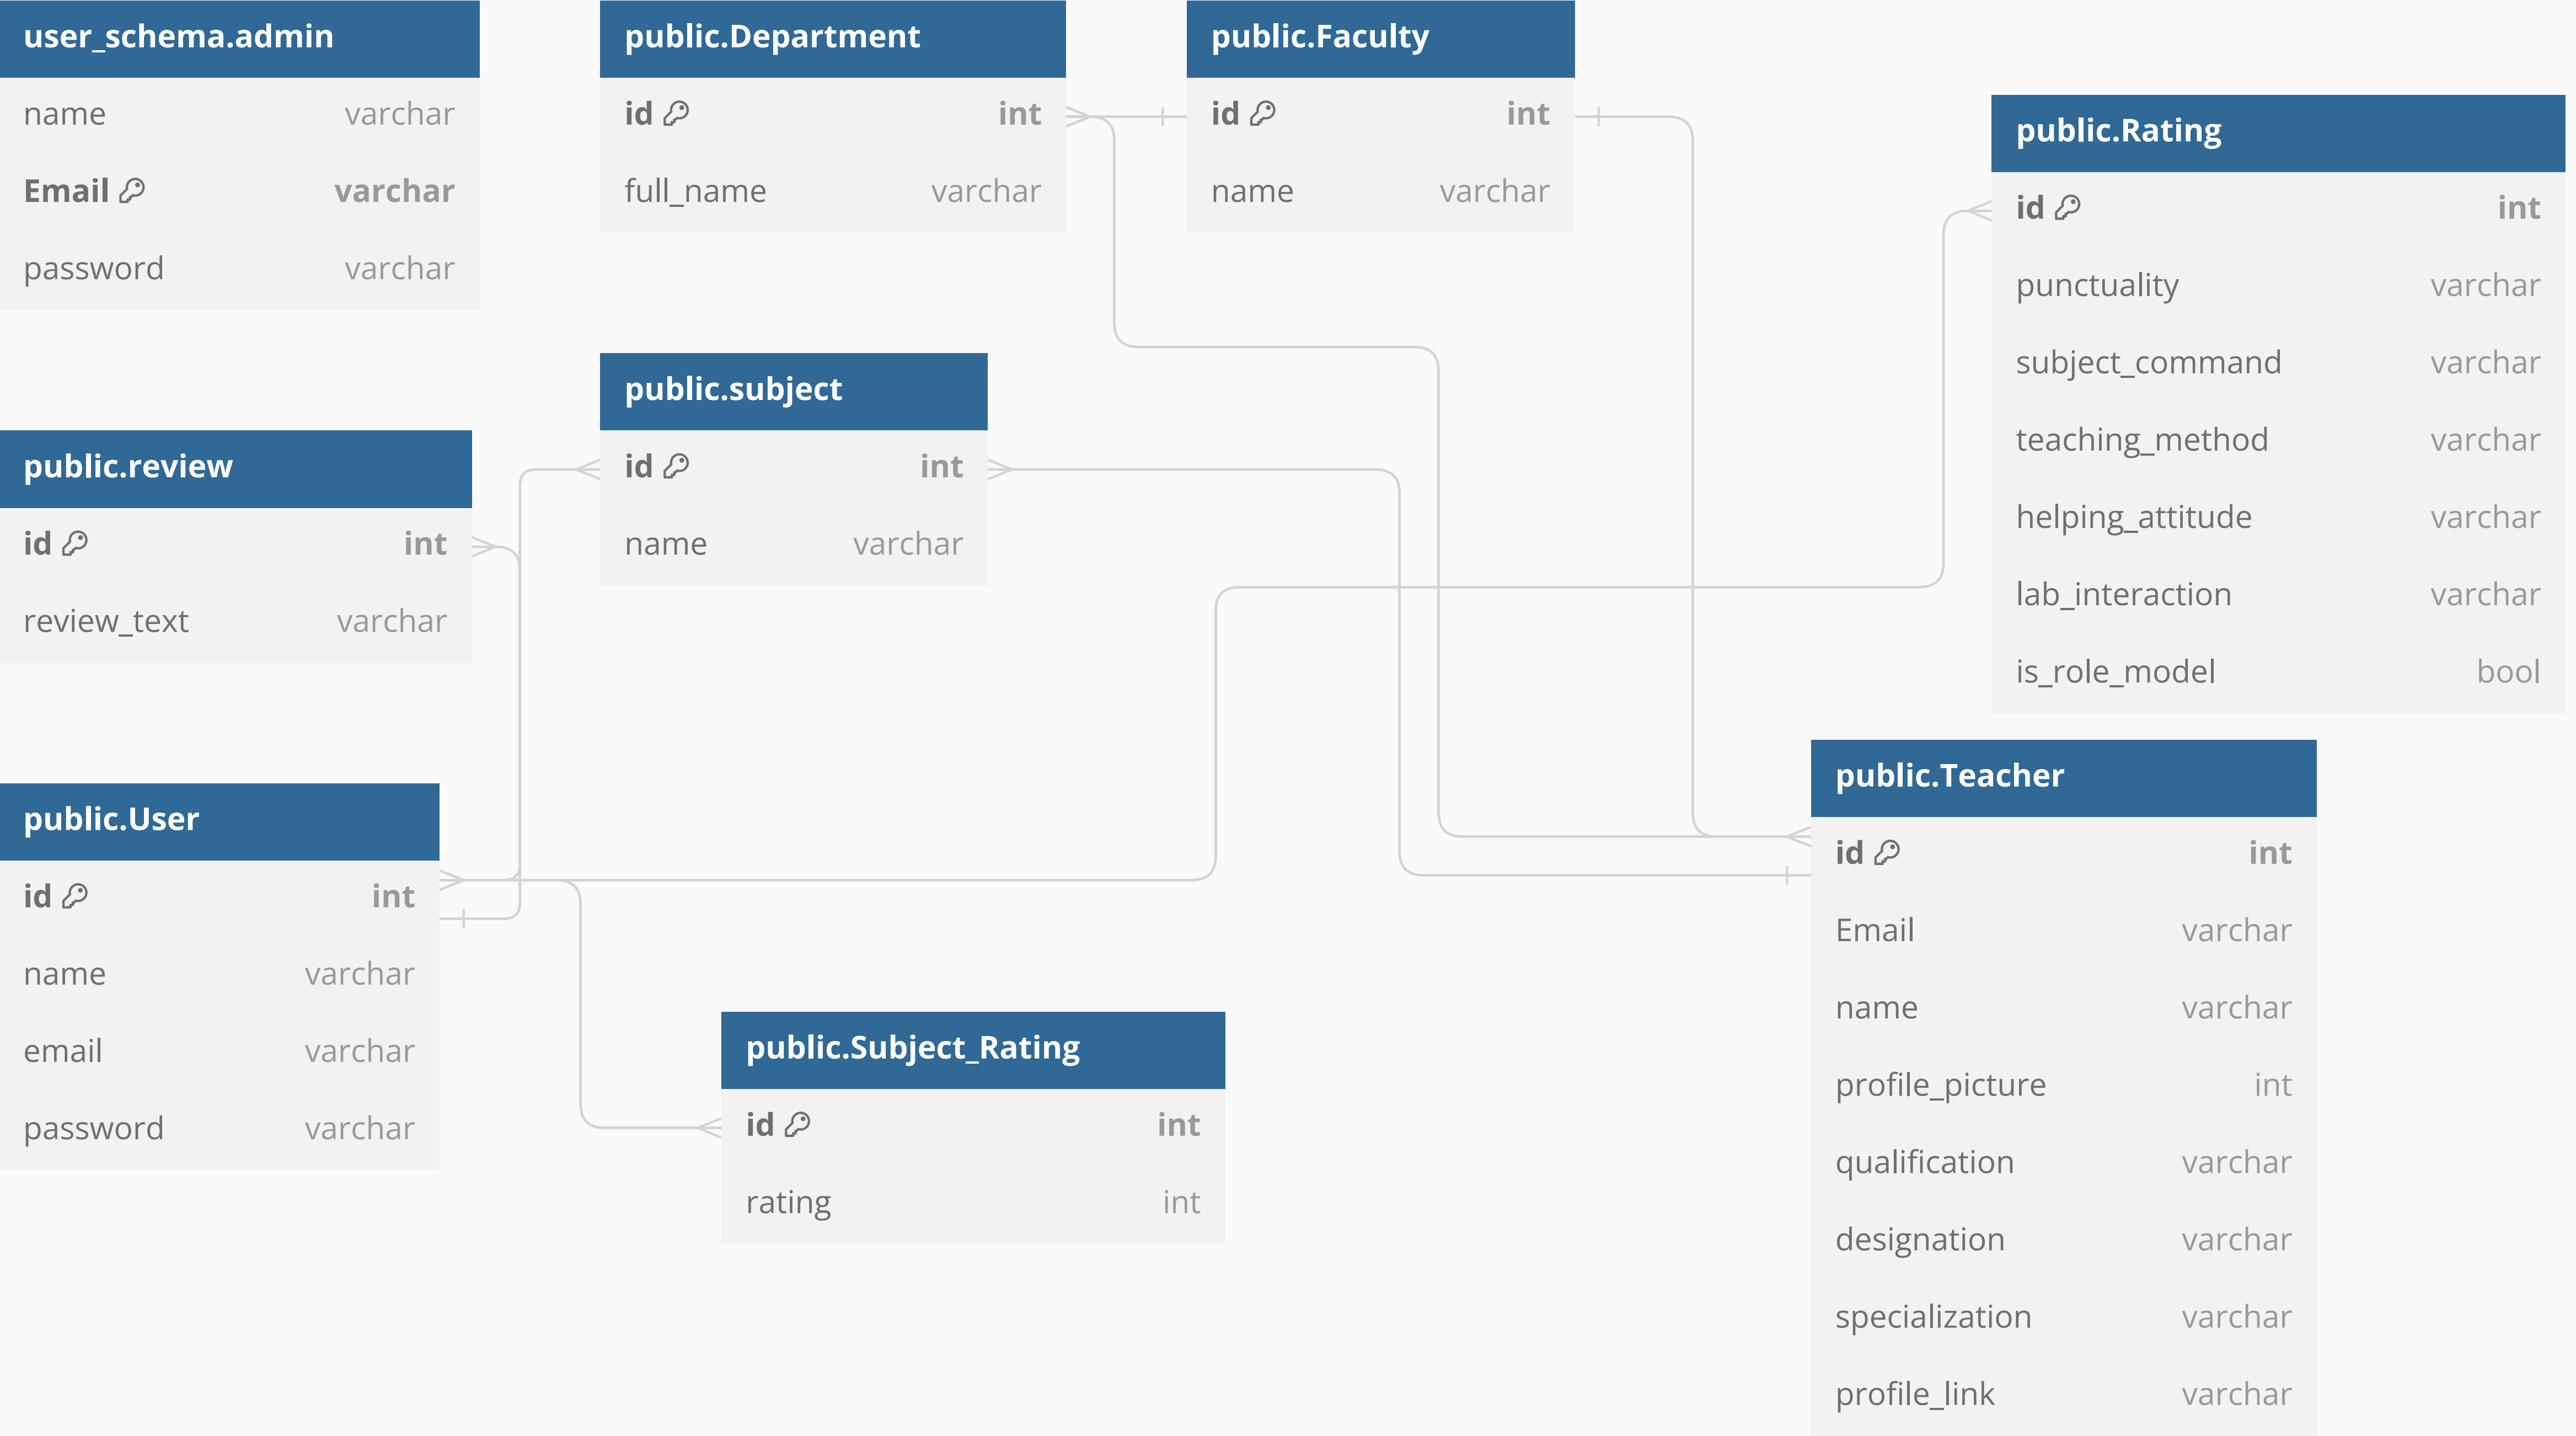 user_schema.admin
name varchar
Email varchar
password varchar
public.Department
id int
full_name varchar
public.Faculty
id int
name varchar
public.Rating
id int
punctuality varchar
subject_command varchar
teaching_method varchar
helping_attitude varchar
lab_interaction varchar
is_role_model bool
public.subject
id int
name varchar
public.review
id int
review_text varchar
public.User
id int
name varchar
email varchar
password varchar
public.Subject_Rating
id int
rating int
public.Teacher
id int
Email varchar
name varchar
profile_picture int
qualification varchar
designation varchar
specialization varchar
profile_link varchar